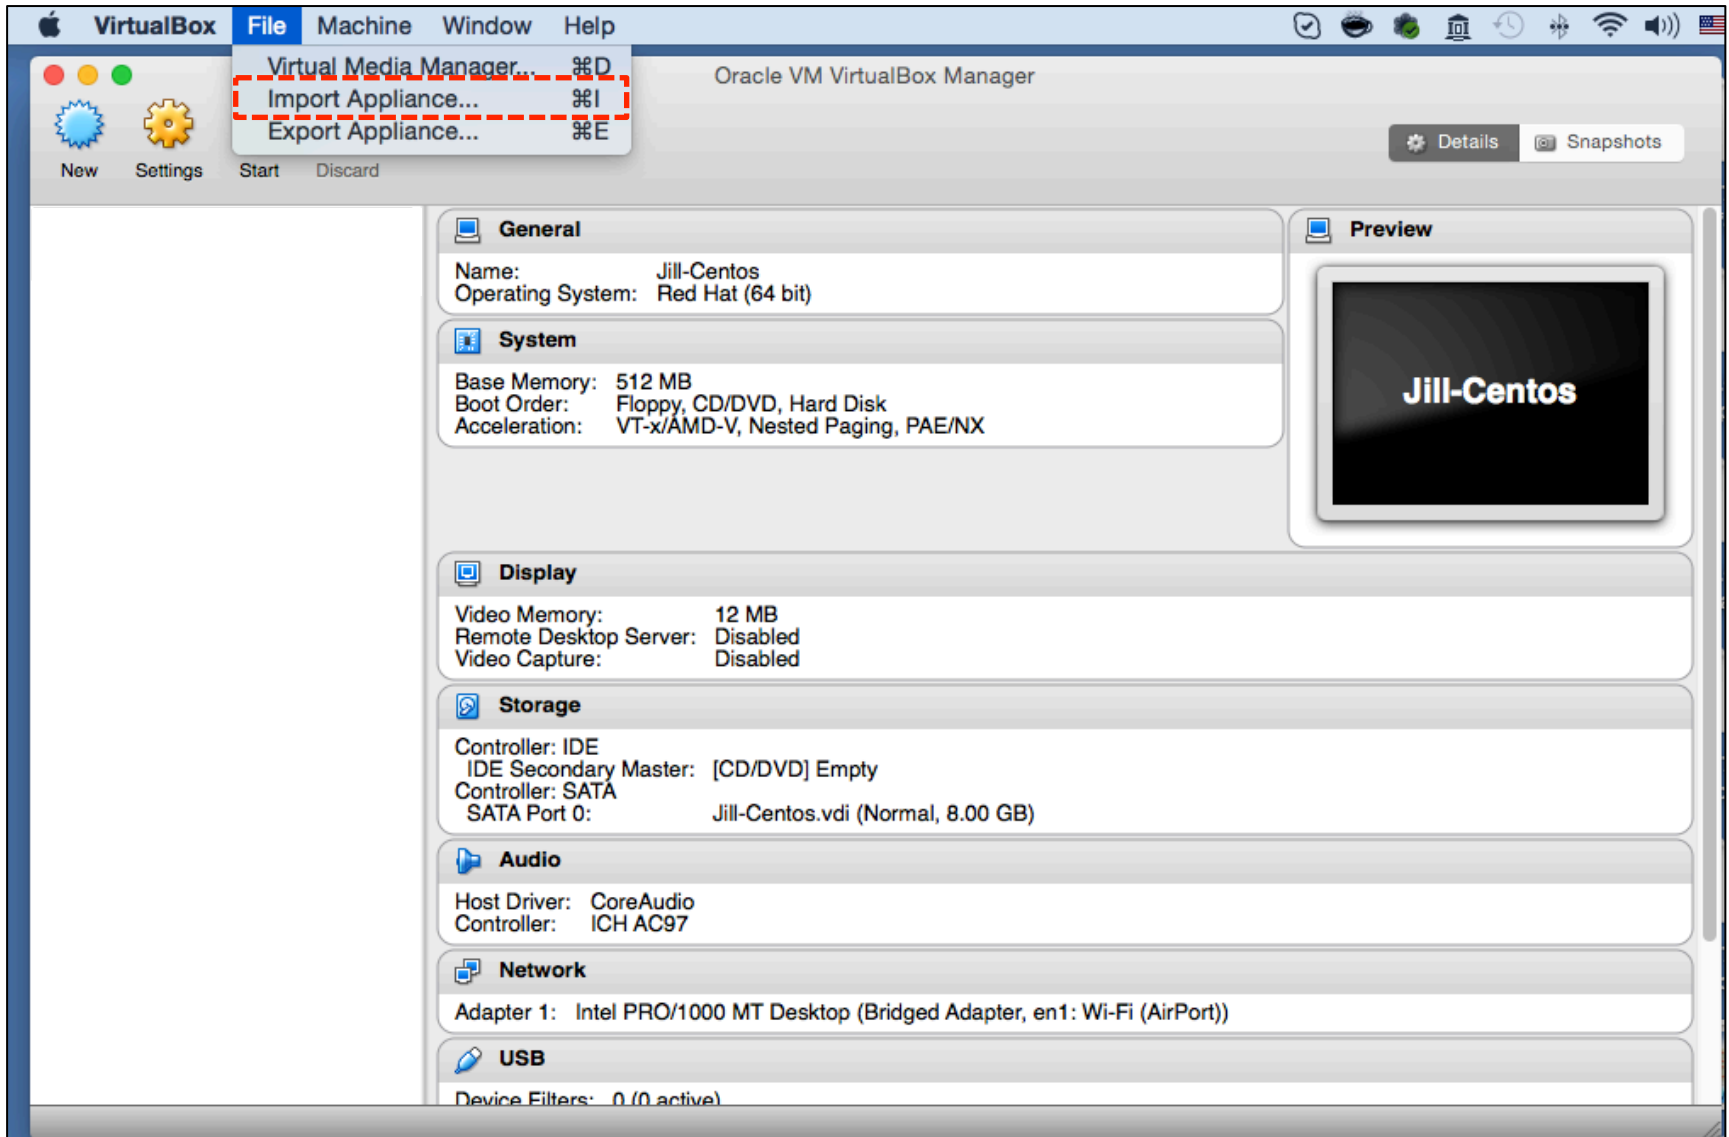 VirtualBox File Machine Window Help
Virtual Media Manager... ⌘D
Import Appliance... ⌘I
Export Appliance... ⌘E
Oracle VM VirtualBox Manager
New Settings Start Discard
Details Snapshots
General
Name: Jill-Centos
Operating System: Red Hat (64 bit)
Preview
Jill-Centos
System
Base Memory: 512 MB
Boot Order: Floppy, CD/DVD, Hard Disk
Acceleration: VT-x/AMD-V, Nested Paging, PAE/NX
Display
Video Memory: 12 MB
Remote Desktop Server: Disabled
Video Capture: Disabled
Storage
Controller: IDE
IDE Secondary Master: [CD/DVD] Empty
Controller: SATA
SATA Port 0: Jill-Centos.vdi (Normal, 8.00 GB)
Audio
Host Driver: CoreAudio
Controller: ICH AC97
Network
Adapter 1: Intel PRO/1000 MT Desktop (Bridged Adapter, en1: Wi-Fi (AirPort))
USB
Device Filters: 0 (0 active)